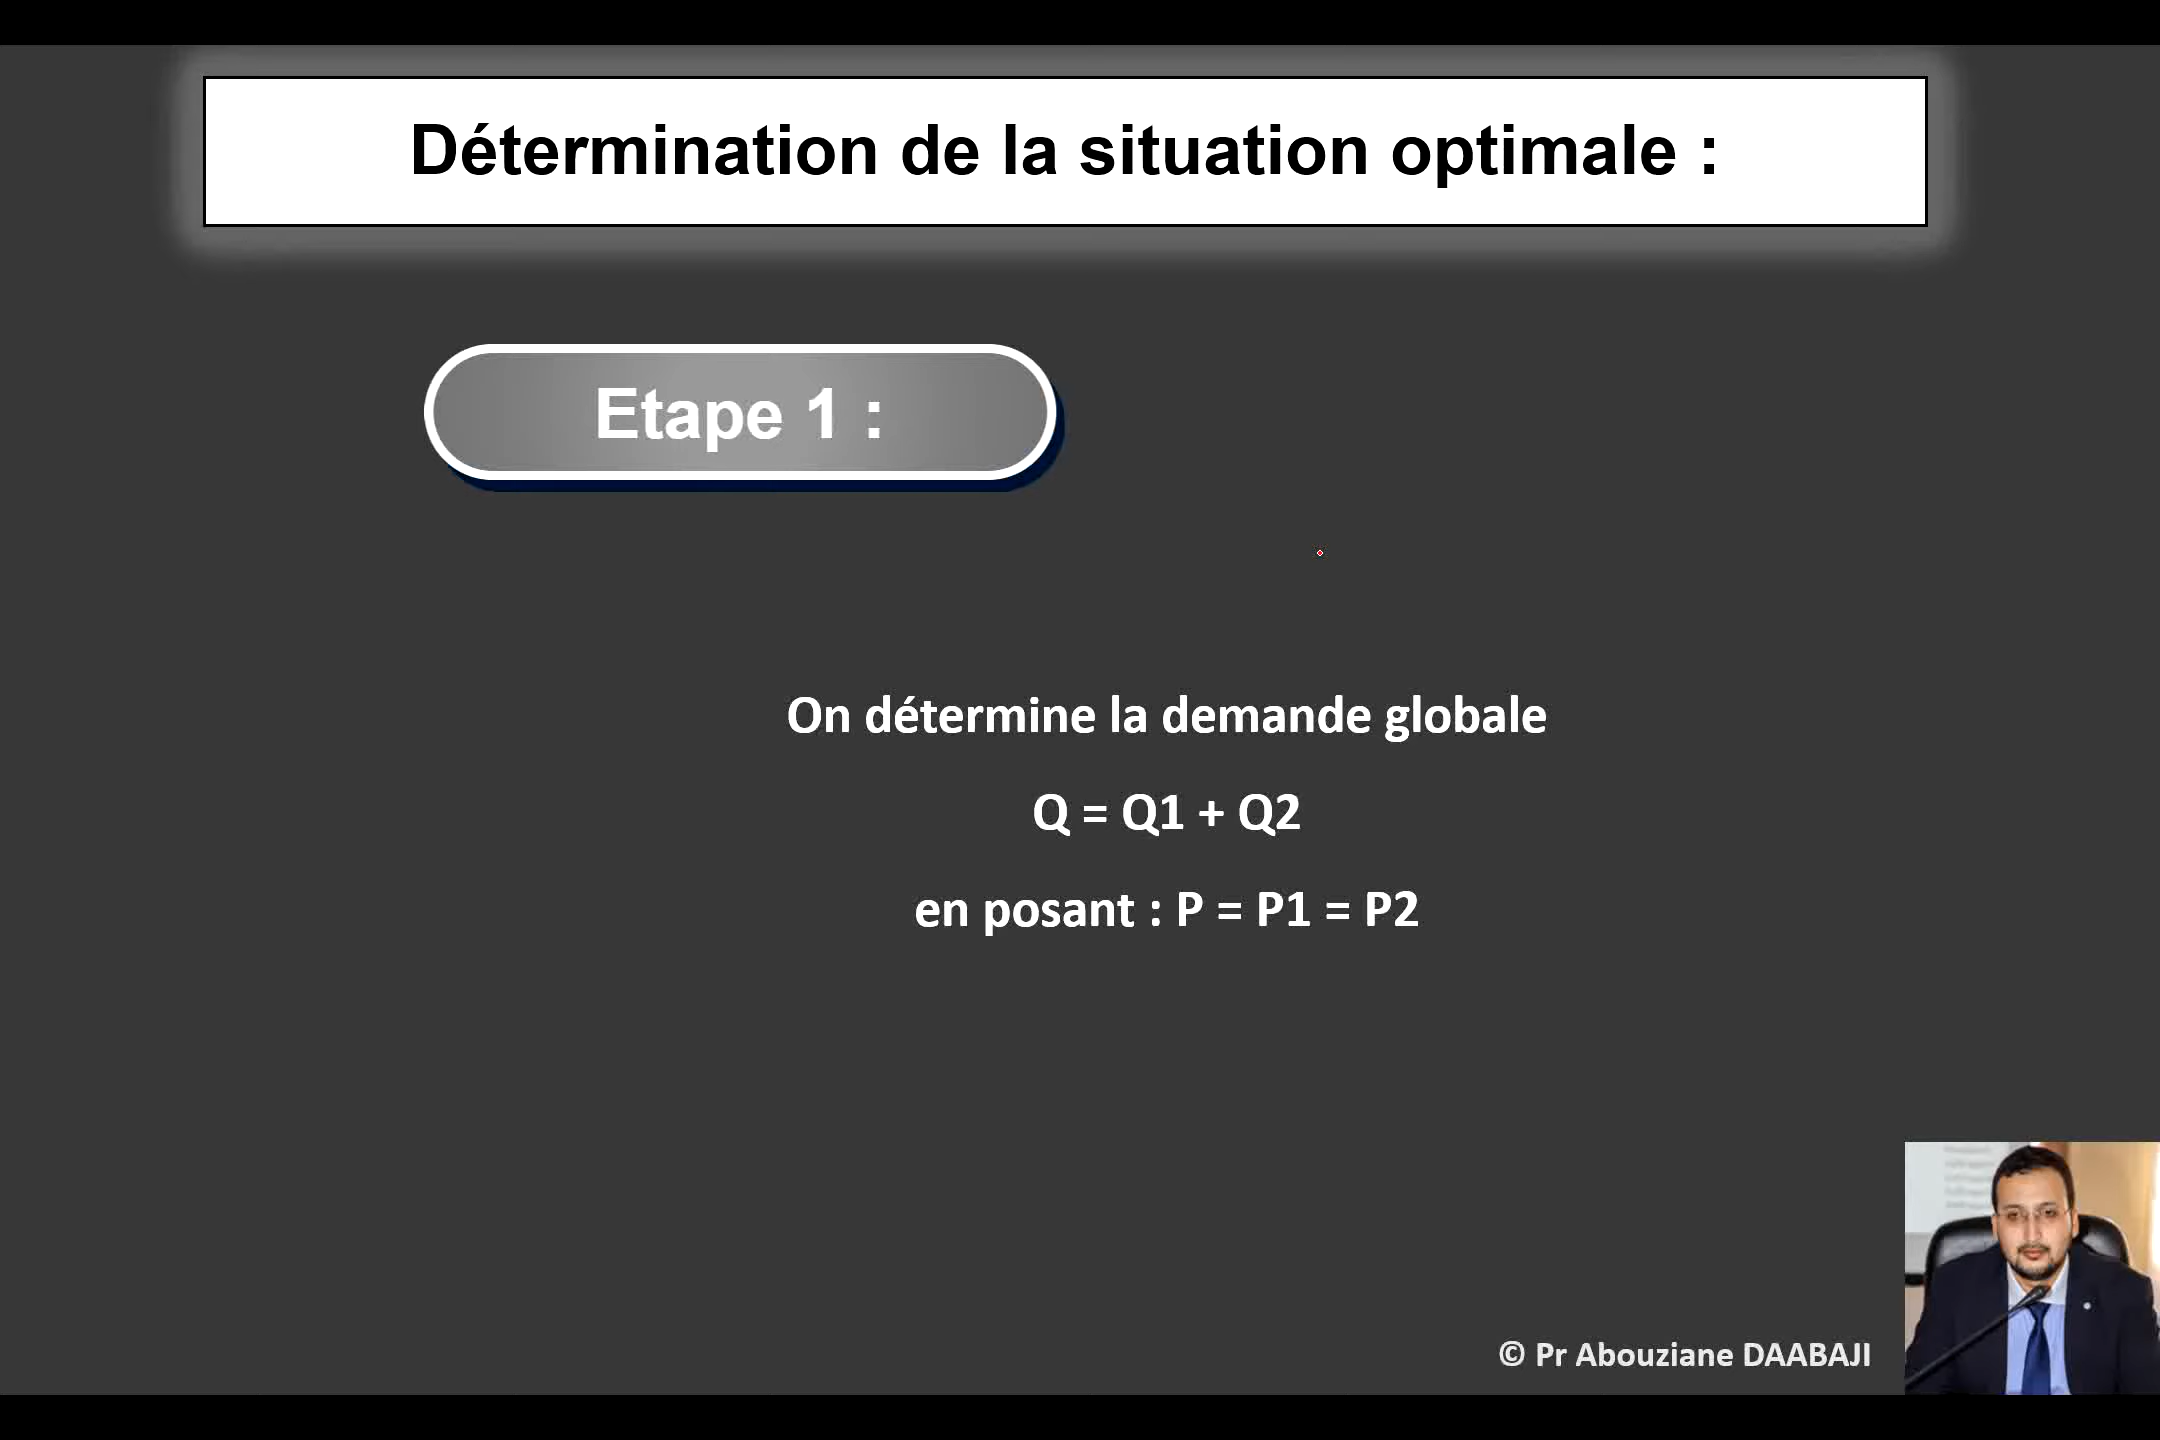 Détermination de la situation optimale :
Etape 1 :
On détermine la demande globale
Q = Q1 + Q2
en posant : P = P1 = P2
© Pr Abouziane DAABAJI